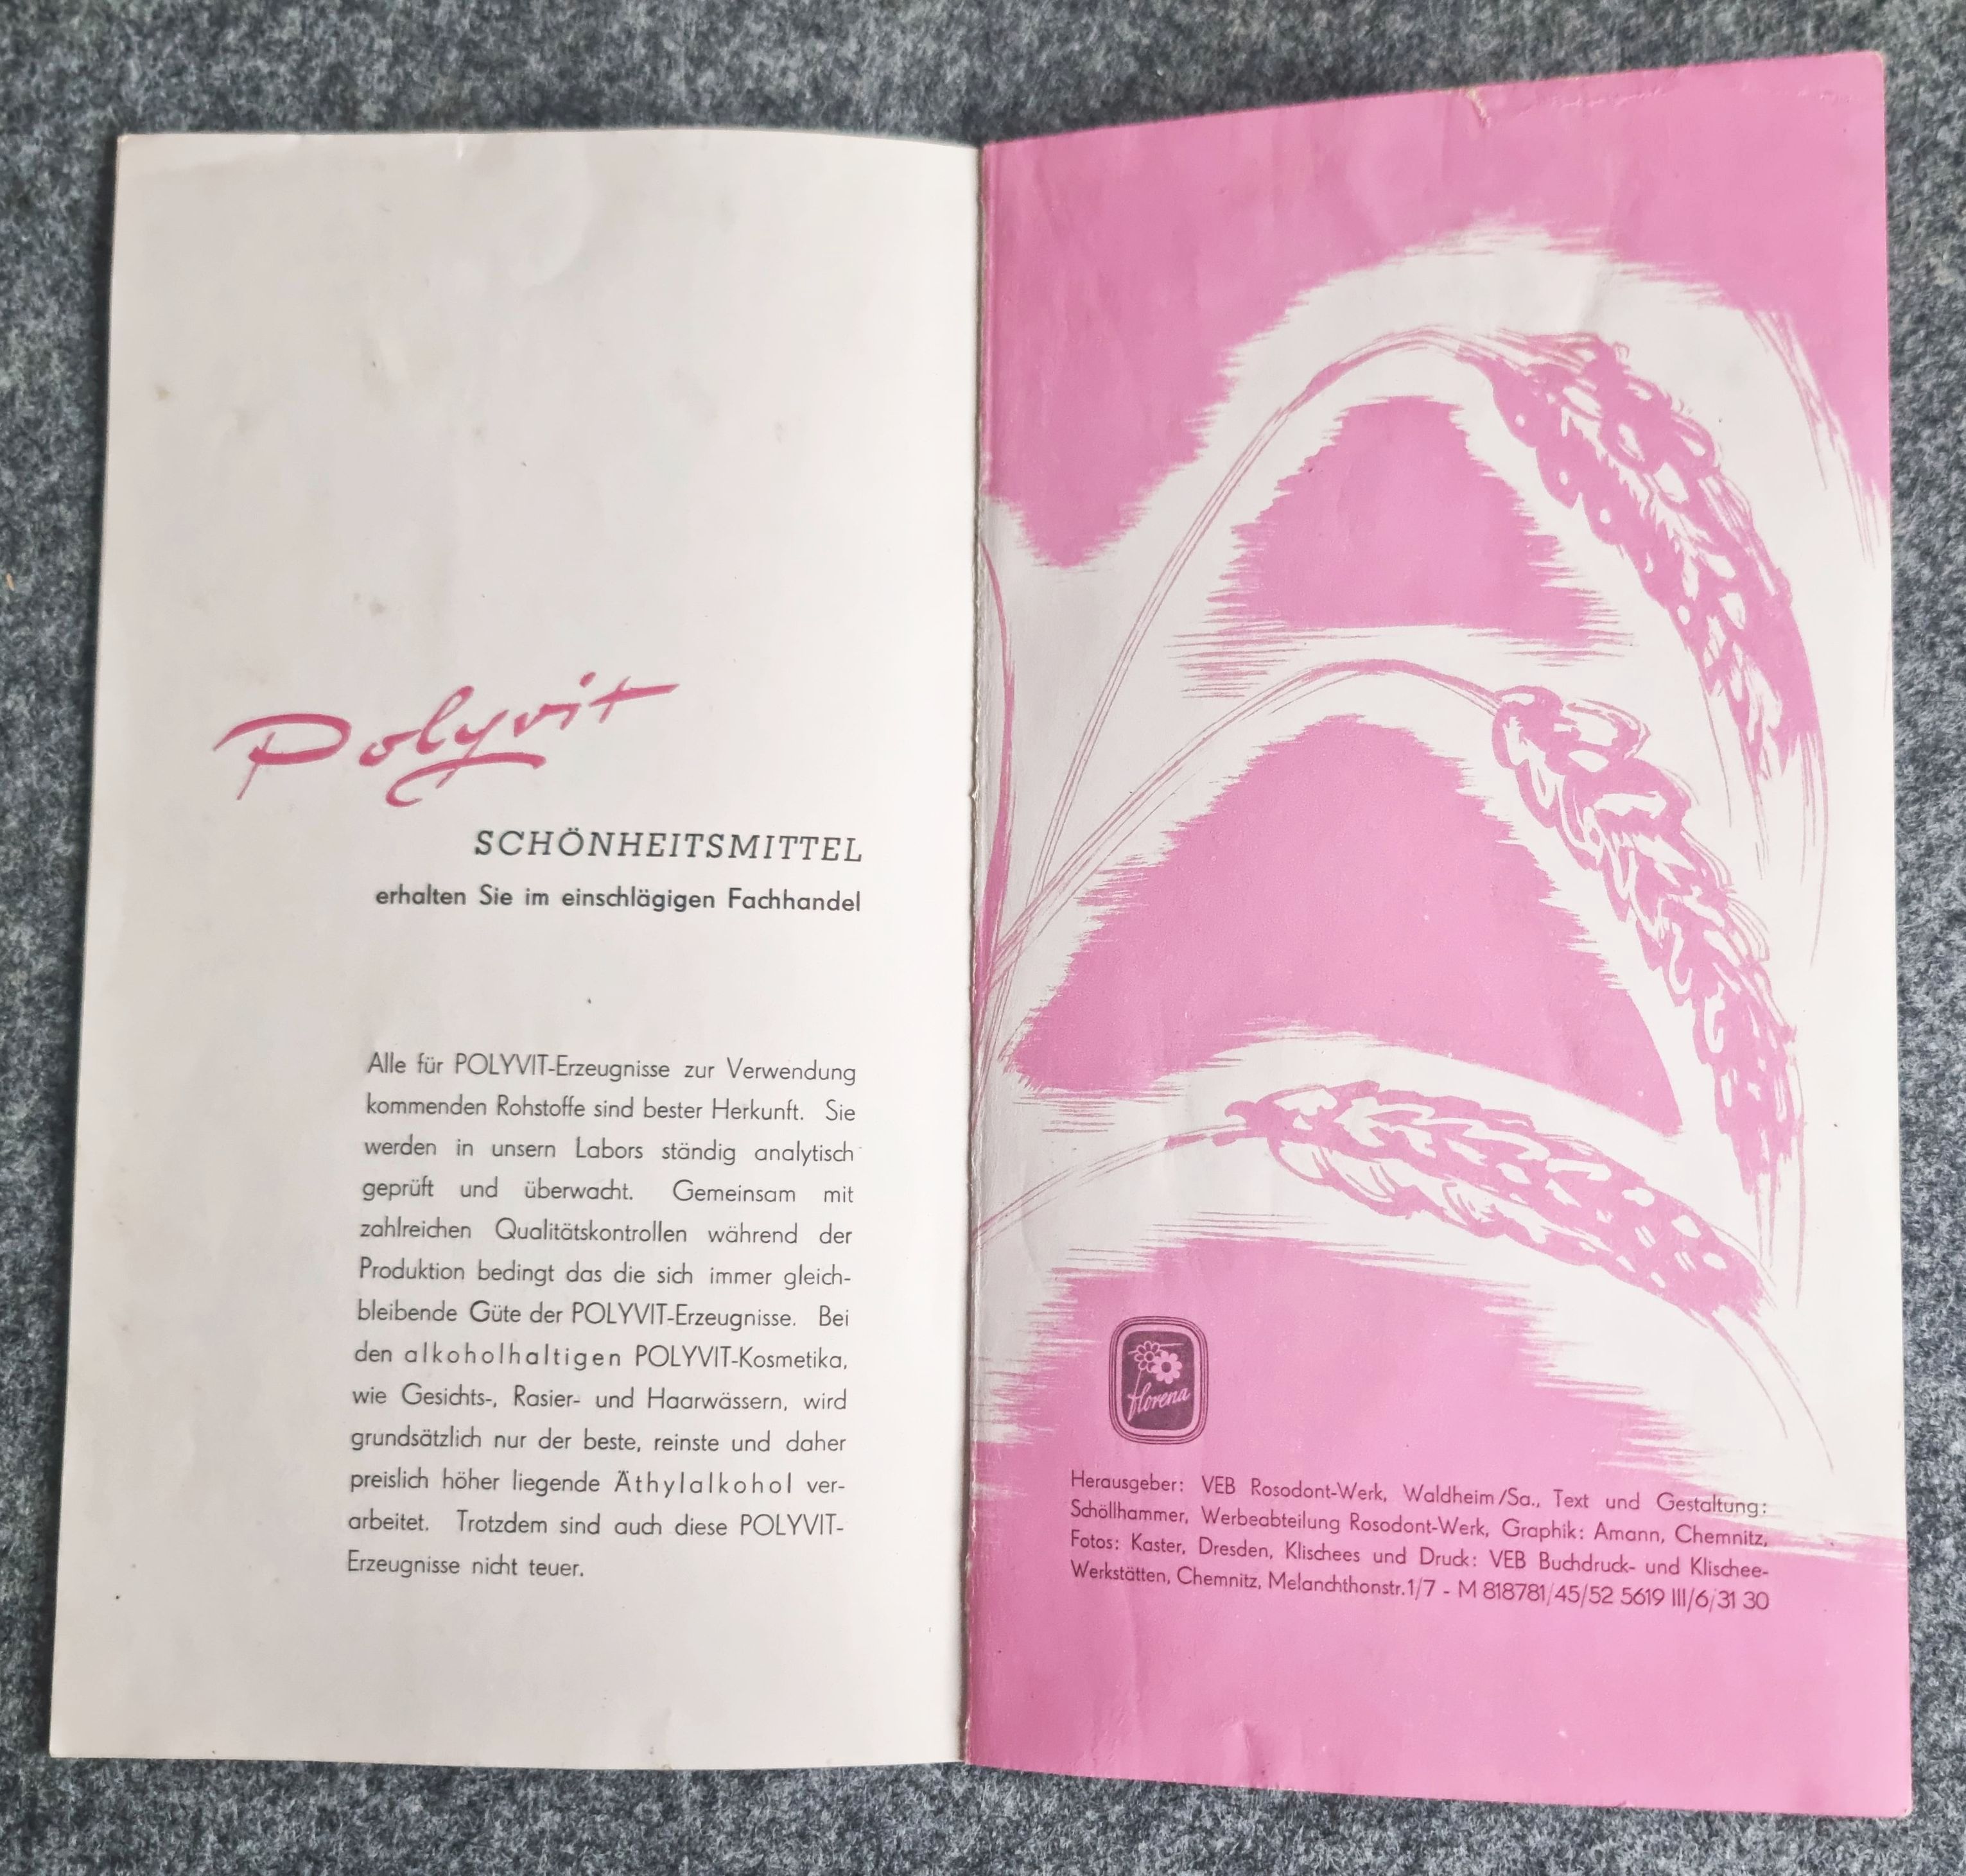 Polyvit
SCHÖNHEITSMITTEL
erhalten Sie im einschlägigen Fachhandel
Alle für POLYVIT-Erzeugnisse zur Verwendung
kommenden Rohstoffe sind bester Herkunft. Sie
werden in unsern Labors ständig analytisch
geprüft und überwacht. Gemeinsam mit
zahlreichen Qualitätskontrollen während der
Produktion bedingt das die sich immer gleich-
bleibende Güte der POLYVIT-Erzeugnisse. Bei
den alkoholhaltigen POLYVIT-Kosmetika,
wie Gesichts-, Rasier- und Haarwässern, wird
grundsätzlich nur der beste, reinste und daher
preislich höher liegende Äthylalkohol ver-
arbeitet. Trotzdem sind auch diese POLYVIT-
Erzeugnisse nicht teuer.
florena
Herausgeber: VEB Rosodont-Werk, Waldheim/Sa., Text und Gestaltung:
Schöllhammer, Werbeabteilung Rosodont-Werk, Graphik: Amann, Chemnitz,
Fotos: Kaster, Dresden, Klischees und Druck: VEB Buchdruck- und Klischee-
Werkstätten, Chemnitz, Melanchthonstr. 1/7 - M 818781/45/52 5619 III/6/31 30